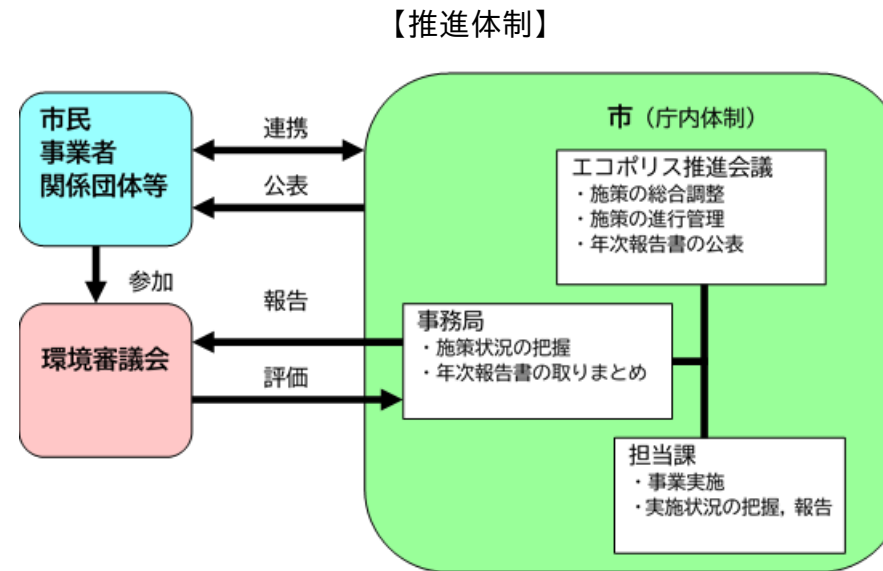 【推進体制】
市民
事業者
関係団体等
連携
公表
参加
環境審議会
報告
評価
市（庁内体制）
エコポリス推進会議
・施策の総合調整
・施策の進行管理
・年次報告書の公表
事務局
・施策状況の把握
・年次報告書の取りまとめ
担当課
・事業実施
・実施状況の把握，報告